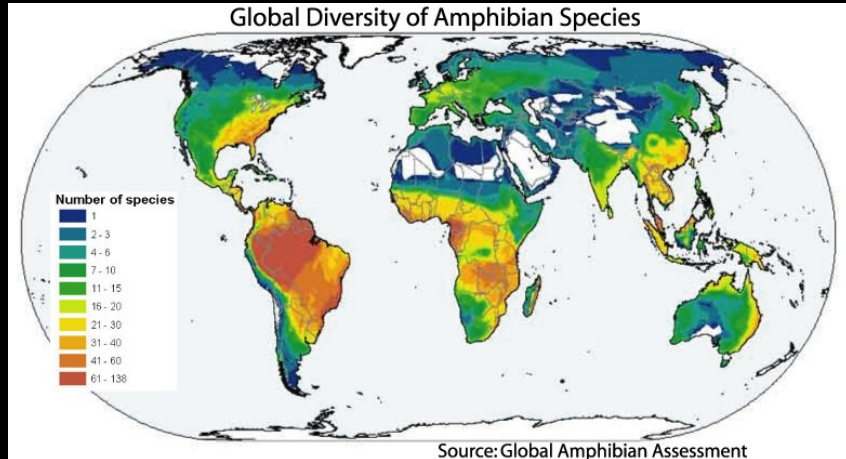 Global Diversity of Amphibian Species
Number of species
1
2 - 3
4 - 6
7 - 10
11 - 15
16 - 20
21 - 30
31 - 40
41 - 60
61 - 138
Source: Global Amphibian Assessment